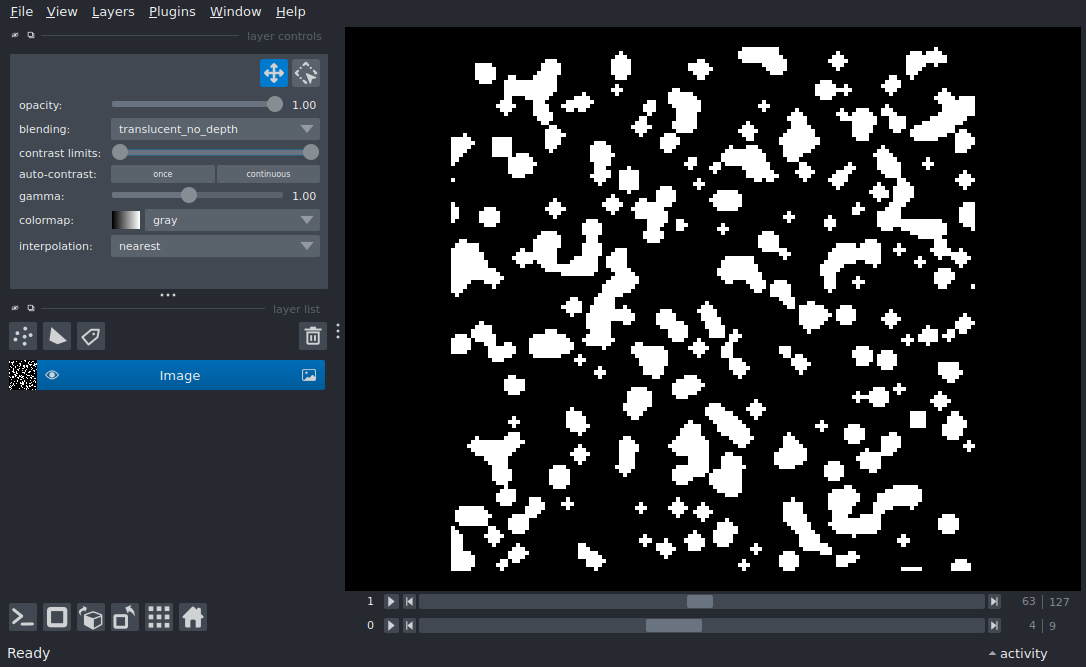 File View Layers Plugins Window Help
layer controls
opacity: 1.00
blending: translucent_no_depth
contrast limits:
auto-contrast: once continuous
gamma: 1.00
colormap: gray
interpolation: nearest
layer list
Image
1 63 127
0 4 9
Ready activity